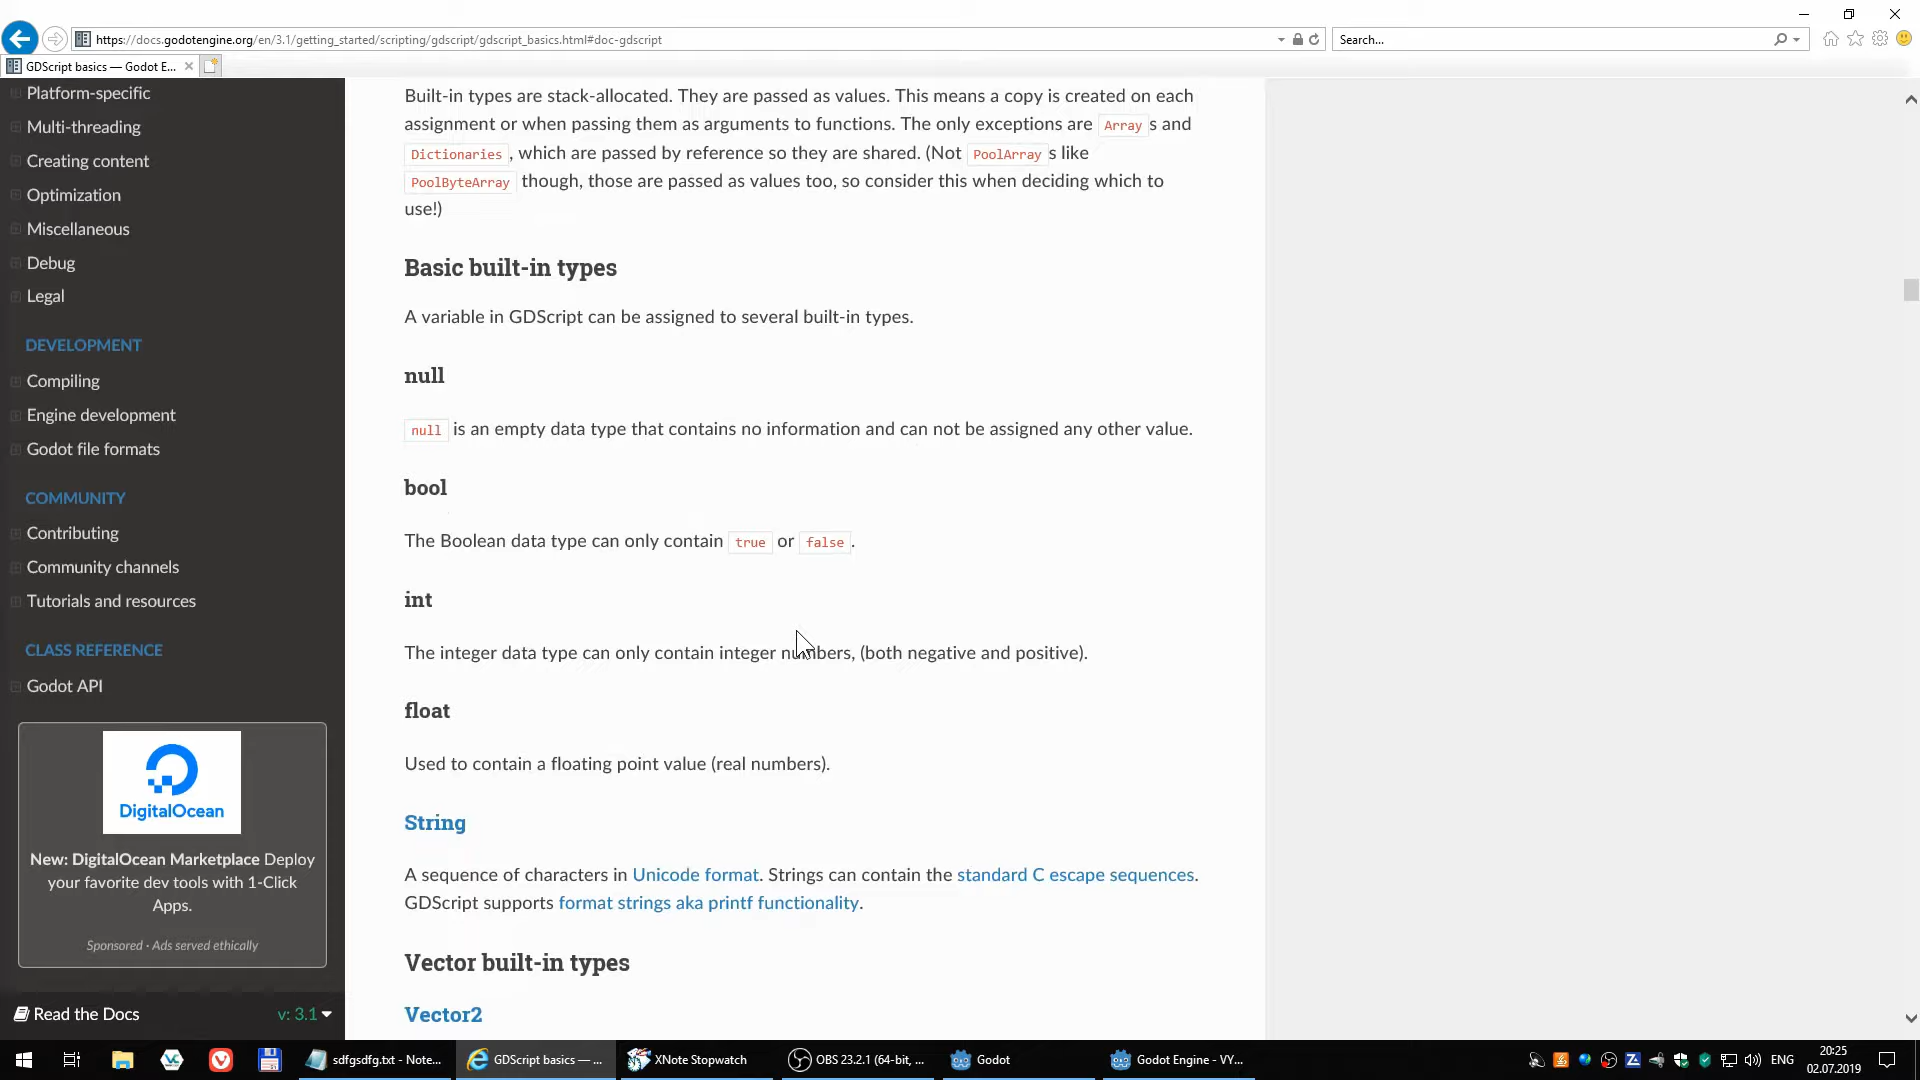 https://docs.godotengine.org/en/3.1/getting_started/scripting/gdscript/gdscript_basics.html#doc-gdscript
Search...
GDScript basics — Godot E...
Platform-specific
Multi-threading
Creating content
Optimization
Miscellaneous
Debug
Legal
DEVELOPMENT
Compiling
Engine development
Godot file formats
COMMUNITY
Contributing
Community channels
Tutorials and resources
CLASS REFERENCE
Godot API
DigitalOcean
New: DigitalOcean Marketplace Deploy
your favorite dev tools with 1-Click
Apps.
Sponsored · Ads served ethically
Read the Docs
v: 3.1
Built-in types are stack-allocated. They are passed as values. This means a copy is created on each
assignment or when passing them as arguments to functions. The only exceptions are Array s and
Dictionaries , which are passed by reference so they are shared. (Not PoolArray s like
PoolByteArray though, those are passed as values too, so consider this when deciding which to
use!)
Basic built-in types
A variable in GDScript can be assigned to several built-in types.
null
null is an empty data type that contains no information and can not be assigned any other value.
bool
The Boolean data type can only contain true or false .
int
The integer data type can only contain integer numbers, (both negative and positive).
float
Used to contain a floating point value (real numbers).
String
A sequence of characters in Unicode format. Strings can contain the standard C escape sequences.
GDScript supports format strings aka printf functionality.
Vector built-in types
Vector2
sdfgsdfg.txt - Note...
GDScript basics — ...
XNote Stopwatch
OBS 23.2.1 (64-bit, ...
Godot
Godot Engine - VY...
ENG
20:25
02.07.2019